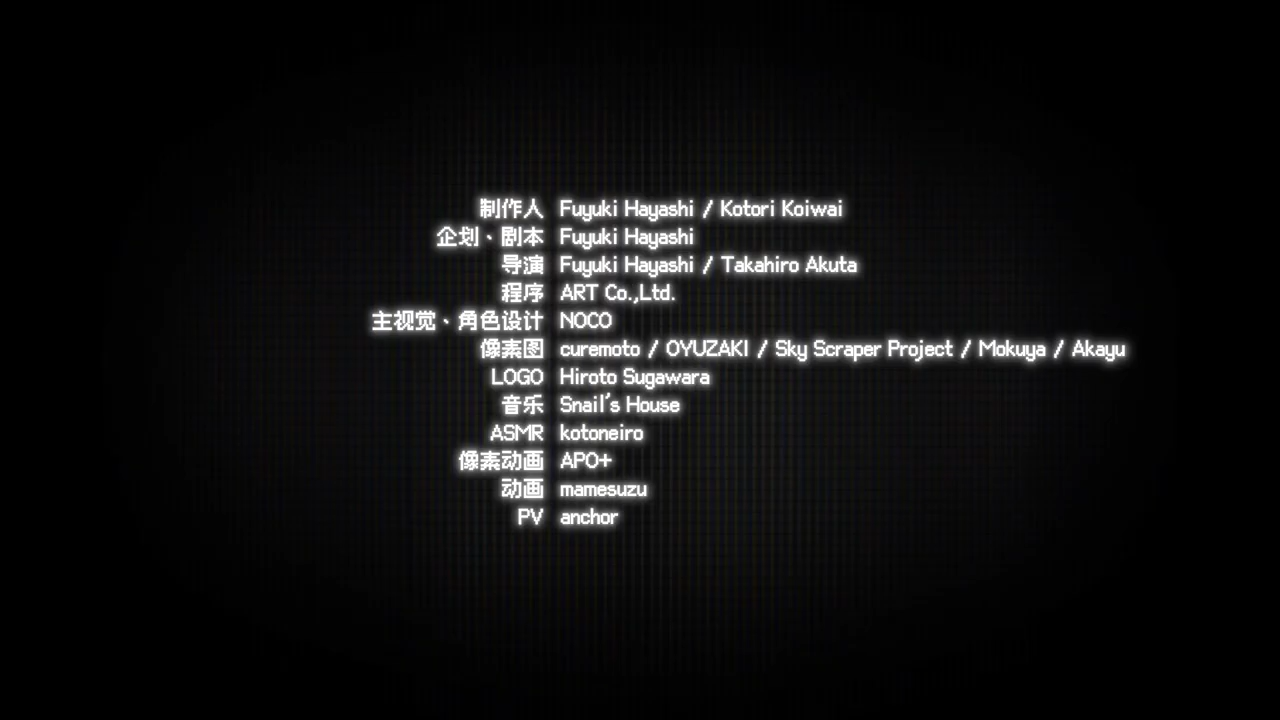 制作人 Fuyuki Hayashi / Kotori Koiwai
企划、剧本 Fuyuki Hayashi
导演 Fuyuki Hayashi / Takahiro Akuta
程序 ART Co.,Ltd.
主视觉、角色设计 NOCO
像素图 curemoto / OYUZAKI / Sky Scraper Project / Mokuya / Akayu
LOGO Hiroto Sugawara
音乐 Snail's House
ASMR kotoneiro
像素动画 APO+
动画 mamesuzu
PV anchor